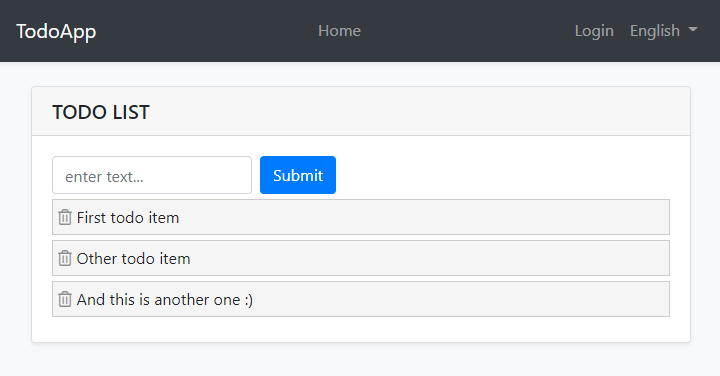 TodoApp Home Login English
TODO LIST
enter text... Submit
First todo item
Other todo item
And this is another one :)